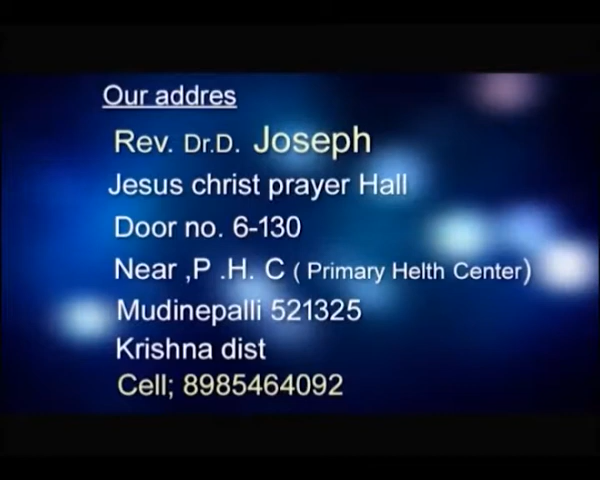 Our addres
Rev. Dr.D. Joseph
Jesus christ prayer Hall
Door no. 6-130
Near ,P .H. C ( Primary Helth Center)
Mudinepalli 521325
Krishna dist
Cell; 8985464092